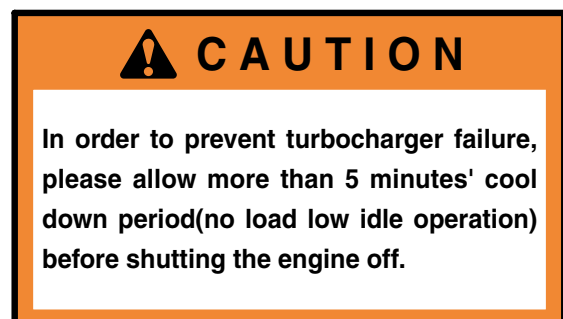 CAUTION
In order to prevent turbocharger failure,
please allow more than 5 minutes' cool
down period(no load low idle operation)
before shutting the engine off.